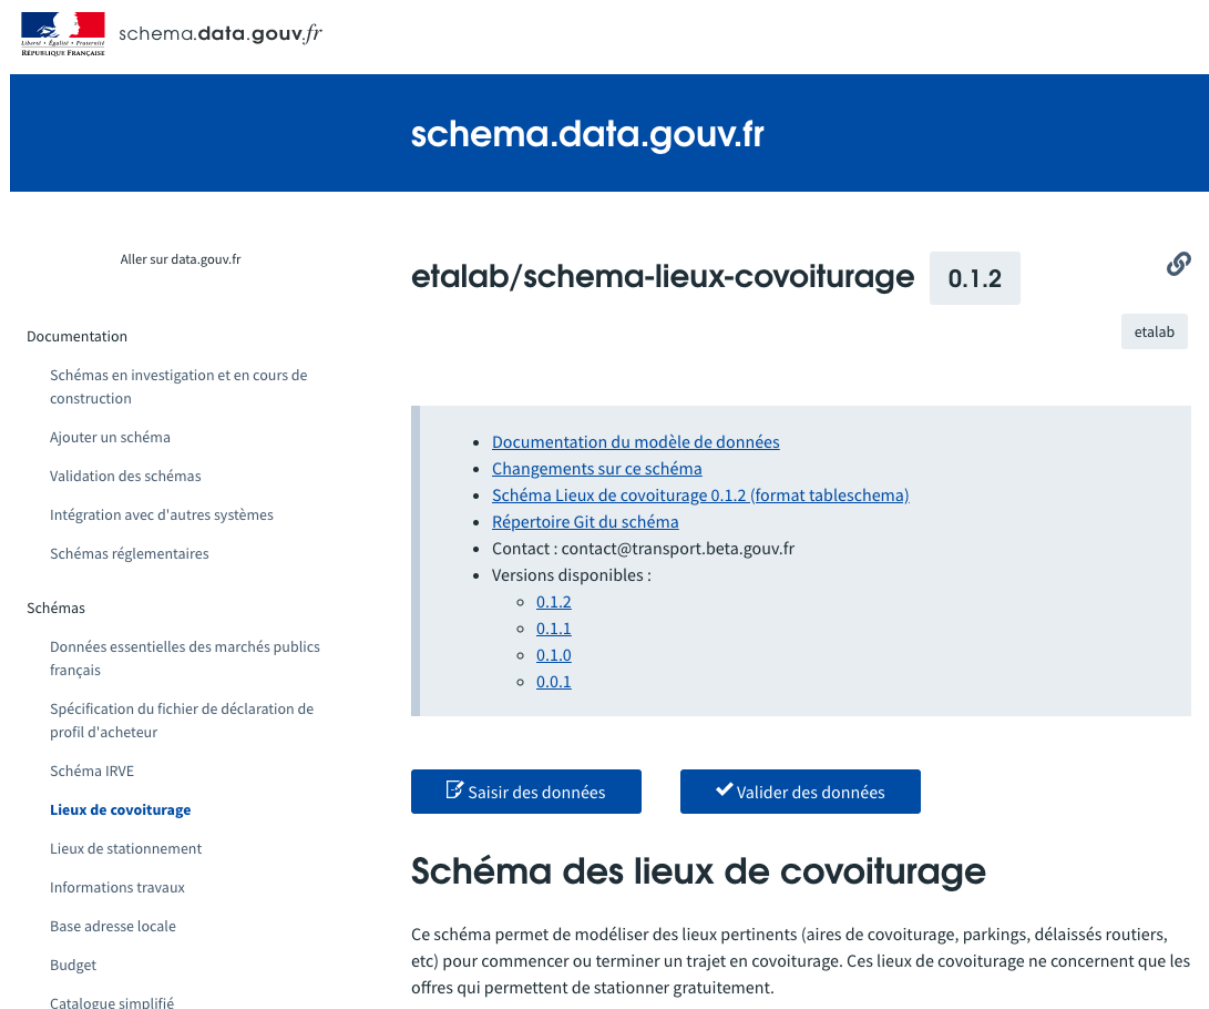 Liberté • Égalité • Fraternité
RÉPUBLIQUE FRANÇAISE
schema.data.gouv.fr
schema.data.gouv.fr
Aller sur data.gouv.fr
Documentation
Schémas en investigation et en cours de
construction
Ajouter un schéma
Validation des schémas
Intégration avec d'autres systèmes
Schémas réglementaires
Schémas
Données essentielles des marchés publics
français
Spécification du fichier de déclaration de
profil d'acheteur
Schéma IRVE
Lieux de covoiturage
Lieux de stationnement
Informations travaux
Base adresse locale
Budget
Catalogue simplifié
etalab/schema-lieux-covoiturage 0.1.2
etalab
Documentation du modèle de données
Changements sur ce schéma
Schéma Lieux de covoiturage 0.1.2 (format tableschema)
Répertoire Git du schéma
Contact : contact@transport.beta.gouv.fr
Versions disponibles :
0.1.2
0.1.1
0.1.0
0.0.1
Saisir des données
Valider des données
Schéma des lieux de covoiturage
Ce schéma permet de modéliser des lieux pertinents (aires de covoiturage, parkings, délaissés routiers,
etc) pour commencer ou terminer un trajet en covoiturage. Ces lieux de covoiturage ne concernent que les
offres qui permettent de stationner gratuitement.